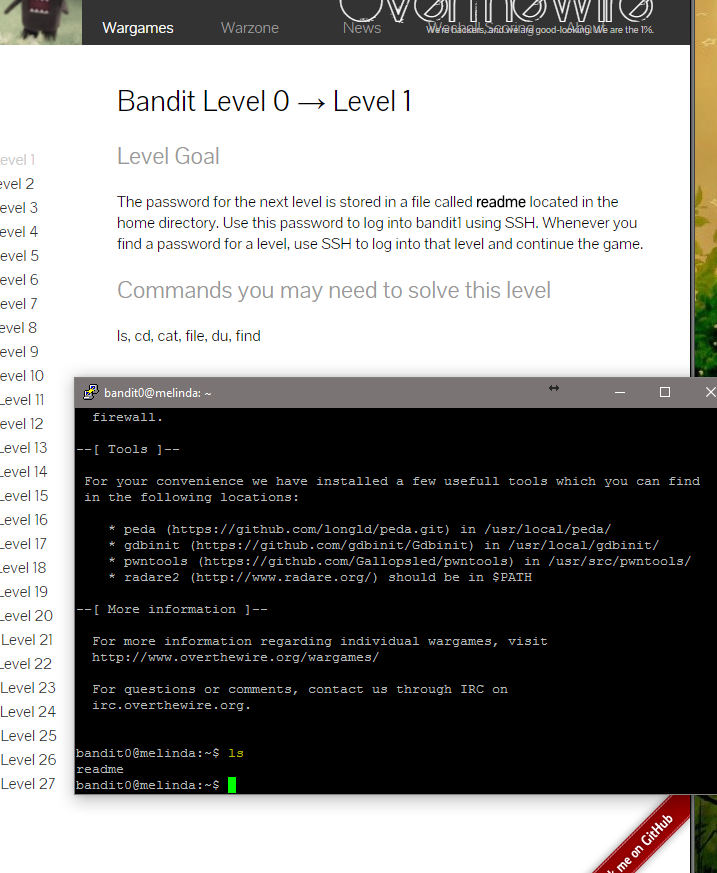 Overthewire
We're hackers, and we are good-looking. We are the 1%.
Wargames Warzone News Wechall Scoring About
Bandit Level 0 → Level 1
Level Goal
The password for the next level is stored in a file called readme located in the
home directory. Use this password to log into bandit1 using SSH. Whenever you
find a password for a level, use SSH to log into that level and continue the game.
Commands you may need to solve this level
ls, cd, cat, file, du, find
evel 1
evel 2
evel 3
evel 4
evel 5
evel 6
evel 7
evel 8
evel 9
evel 10
Level 11
evel 12
Level 13
Level 14
Level 15
Level 16
Level 17
Level 18
Level 19
Level 20
Level 21
Level 22
Level 23
Level 24
Level 25
Level 26
Level 27
bandit0@melinda: ~
firewall.
--[ Tools ]--
For your convenience we have installed a few usefull tools which you can find
in the following locations:
* peda (https://github.com/longld/peda.git) in /usr/local/peda/
* gdbinit (https://github.com/gdbinit/Gdbinit) in /usr/local/gdbinit/
* pwntools (https://github.com/Gallopsled/pwntools) in /usr/src/pwntools/
* radare2 (http://www.radare.org/) should be in $PATH
--[ More information ]--
For more information regarding individual wargames, visit
http://www.overthewire.org/wargames/
For questions or comments, contact us through IRC on
irc.overthewire.org.
bandit0@melinda:~$ ls
readme
bandit0@melinda:~$
k me on GitHub